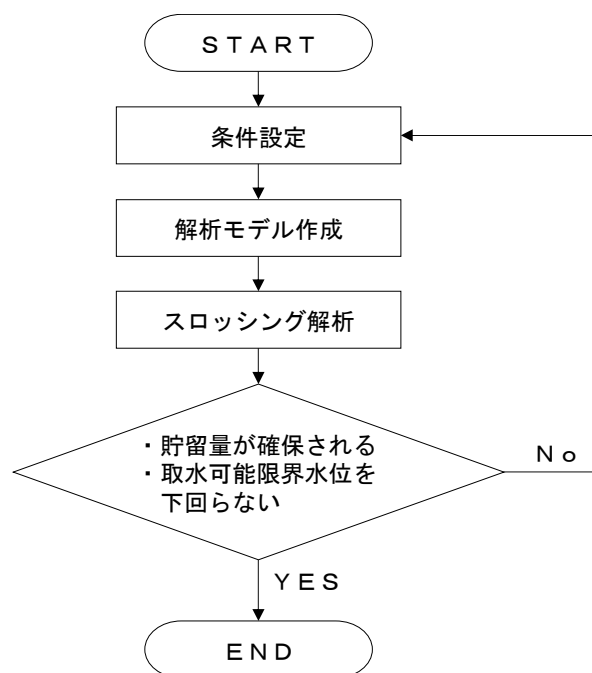 ＳＴＡＲＴ
条件設定
解析モデル作成
スロッシング解析
・貯留量が確保される
・取水可能限界水位を
下回らない
Ｎｏ
ＹＥＳ
ＥＮＤ